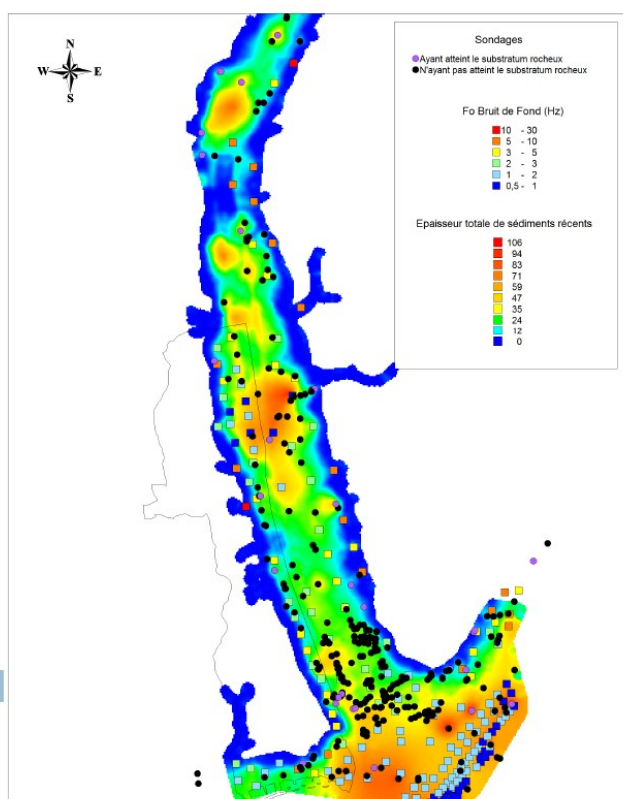 N
W E
S
Sondages
Ayant atteint le substratum rocheux
N'ayant pas atteint le substratum rocheux
Fo Bruit de Fond (Hz)
10 - 30
5 - 10
3 - 5
2 - 3
1 - 2
0,5 - 1
Epaisseur totale de sédiments récents
106
94
83
71
59
47
35
24
12
0